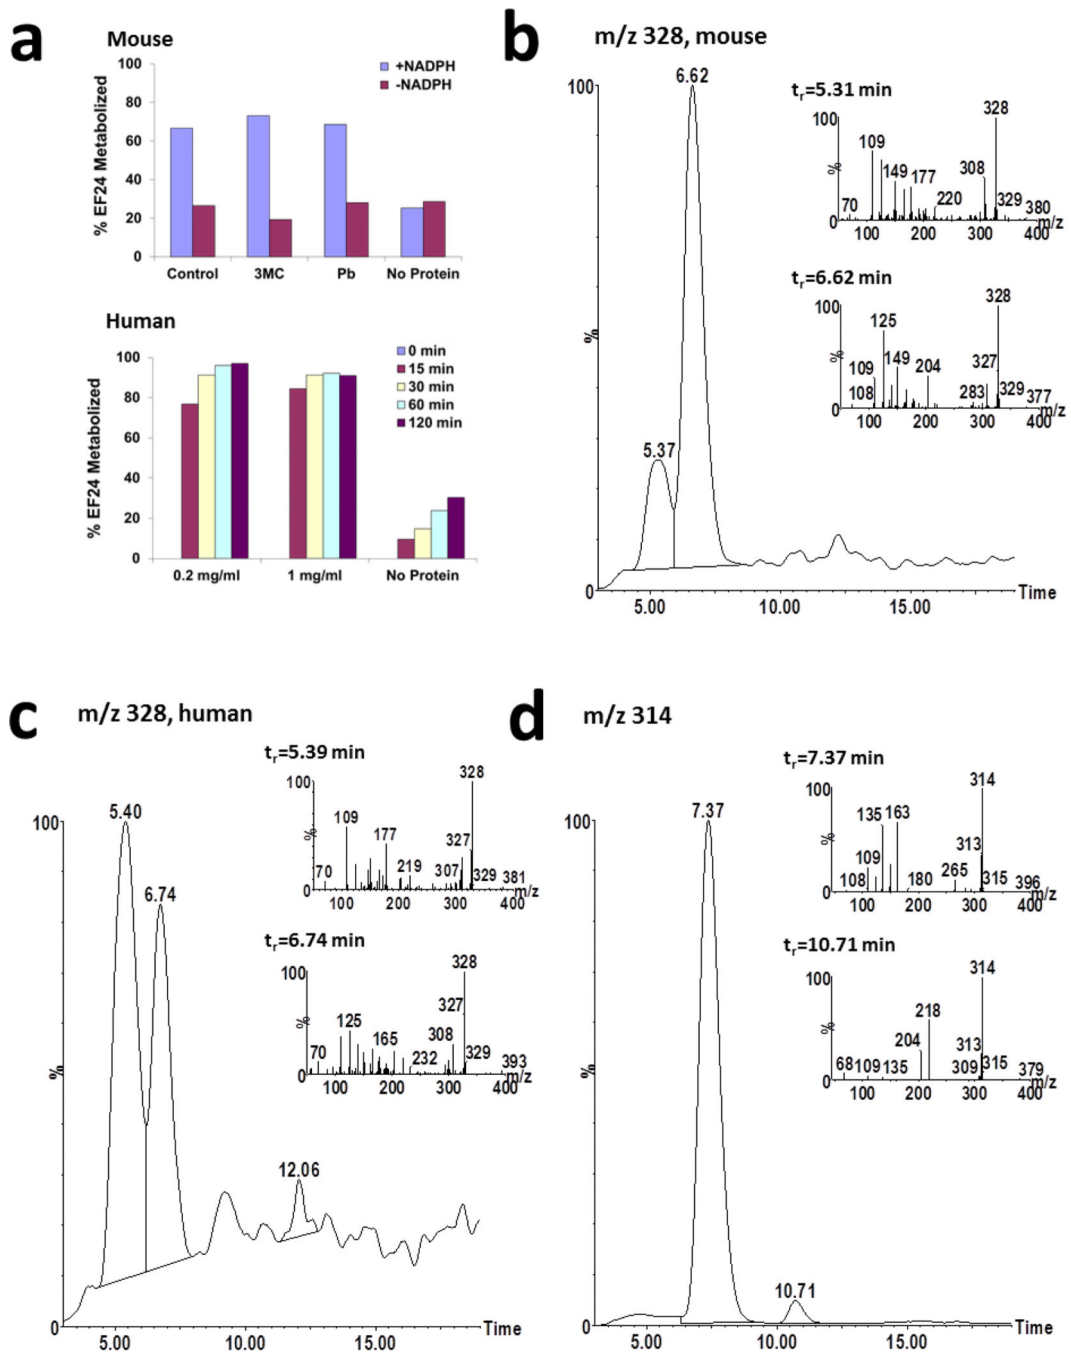 a
Mouse
% EF24 Metabolized
100
80
60
40
20
0
+NADPH
-NADPH
Control 3MC Pb No Protein
Human
% EF24 Metabolized
100
80
60
40
20
0
0 min
15 min
30 min
60 min
120 min
0.2 mg/ml 1 mg/ml No Protein
b
m/z 328, mouse
100
%
0
6.62
5.37
5.00 10.00 15.00
Time
tr=5.31 min
100
%
0
70
109
149
177
220
308
328
329
380
m/z
100 200 300 400
tr=6.62 min
100
%
0
108
109
125
149
204
283
327
328
329
377
m/z
100 200 300 400
c
m/z 328, human
100
%
0
5.40
6.74
12.06
5.00 10.00 15.00
Time
tr=5.39 min
100
%
0
70
109
177
219
307
327
328
329
381
m/z
100 200 300 400
tr=6.74 min
100
%
0
70
125
165
232
308
327
328
329
393
m/z
100 200 300 400
d
m/z 314
100
%
0
7.37
10.71
5.00 10.00 15.00
Time
tr=7.37 min
100
%
0
108
109
135
163
180
265
313
314
315
396
m/z
100 200 300 400
tr=10.71 min
100
%
0
68
109
135
204
218
309
313
314
315
379
m/z
100 200 300 400